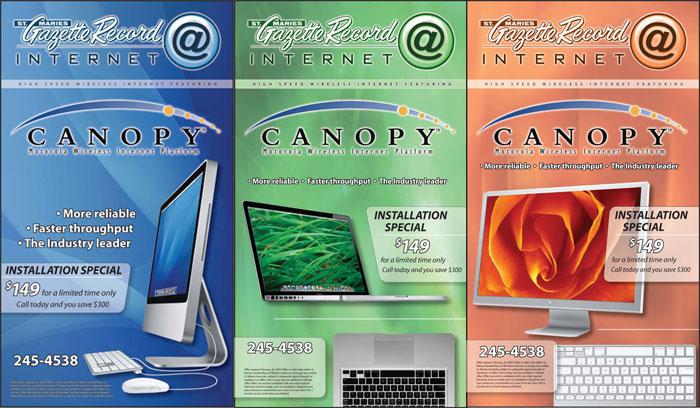 ST. MARIES
Gazette Record
INTERNET @
HIGH SPEED WIRELESS INTERNET FEATURING
CANOPY™
Motorola Wireless Internet Platform
• More reliable
• Faster throughput
• The Industry leader
INSTALLATION SPECIAL
$149 for a limited time only
Call today and you save $300
245-4538
ST. MARIES
Gazette Record
INTERNET @
HIGH SPEED WIRELESS INTERNET FEATURING
CANOPY™
Motorola Wireless Internet Platform
• More reliable • Faster throughput • The Industry leader
INSTALLATION
SPECIAL
$149
for a limited time only
Call today and you save $300
245-4538
ST. MARIES
Gazette Record
INTERNET @
HIGH SPEED WIRELESS INTERNET FEATURING
CANOPY™
Motorola Wireless Internet Platform
• More reliable • Faster throughput • The Industry leader
INSTALLATION
SPECIAL
$149
for a limited time only
Call today and you save $300
245-4538